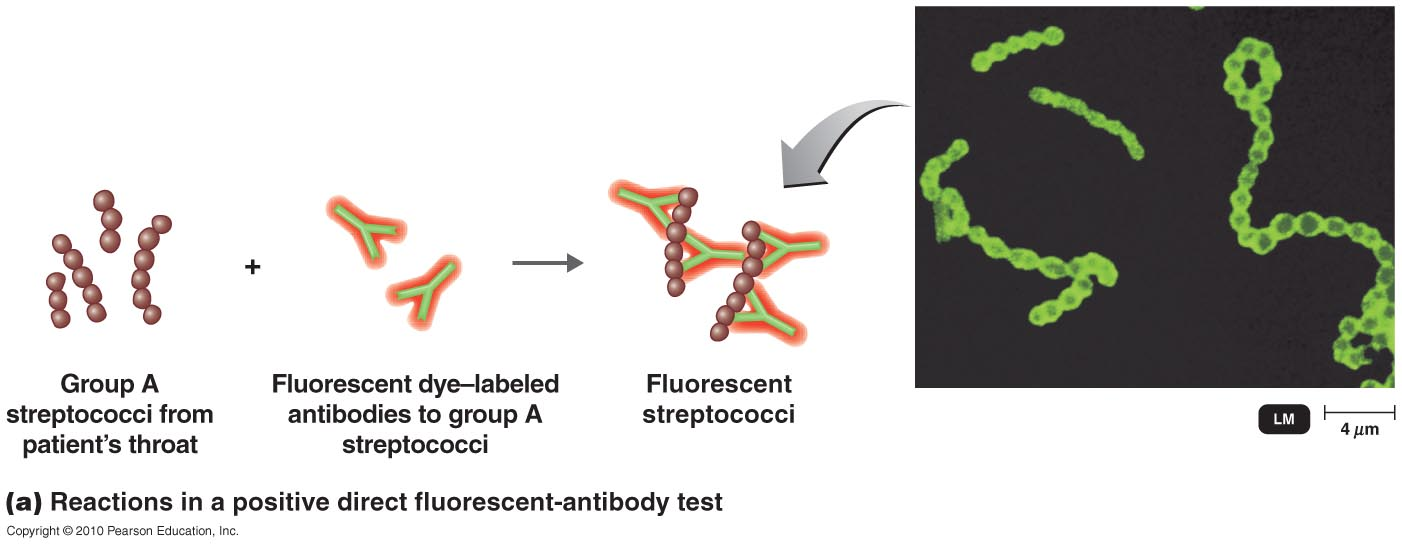 Group A
streptococci from
patient's throat
+
Fluorescent dye–labeled
antibodies to group A
streptococci
Fluorescent
streptococci
LM
4 μm
(a) Reactions in a positive direct fluorescent-antibody test
Copyright © 2010 Pearson Education, Inc.